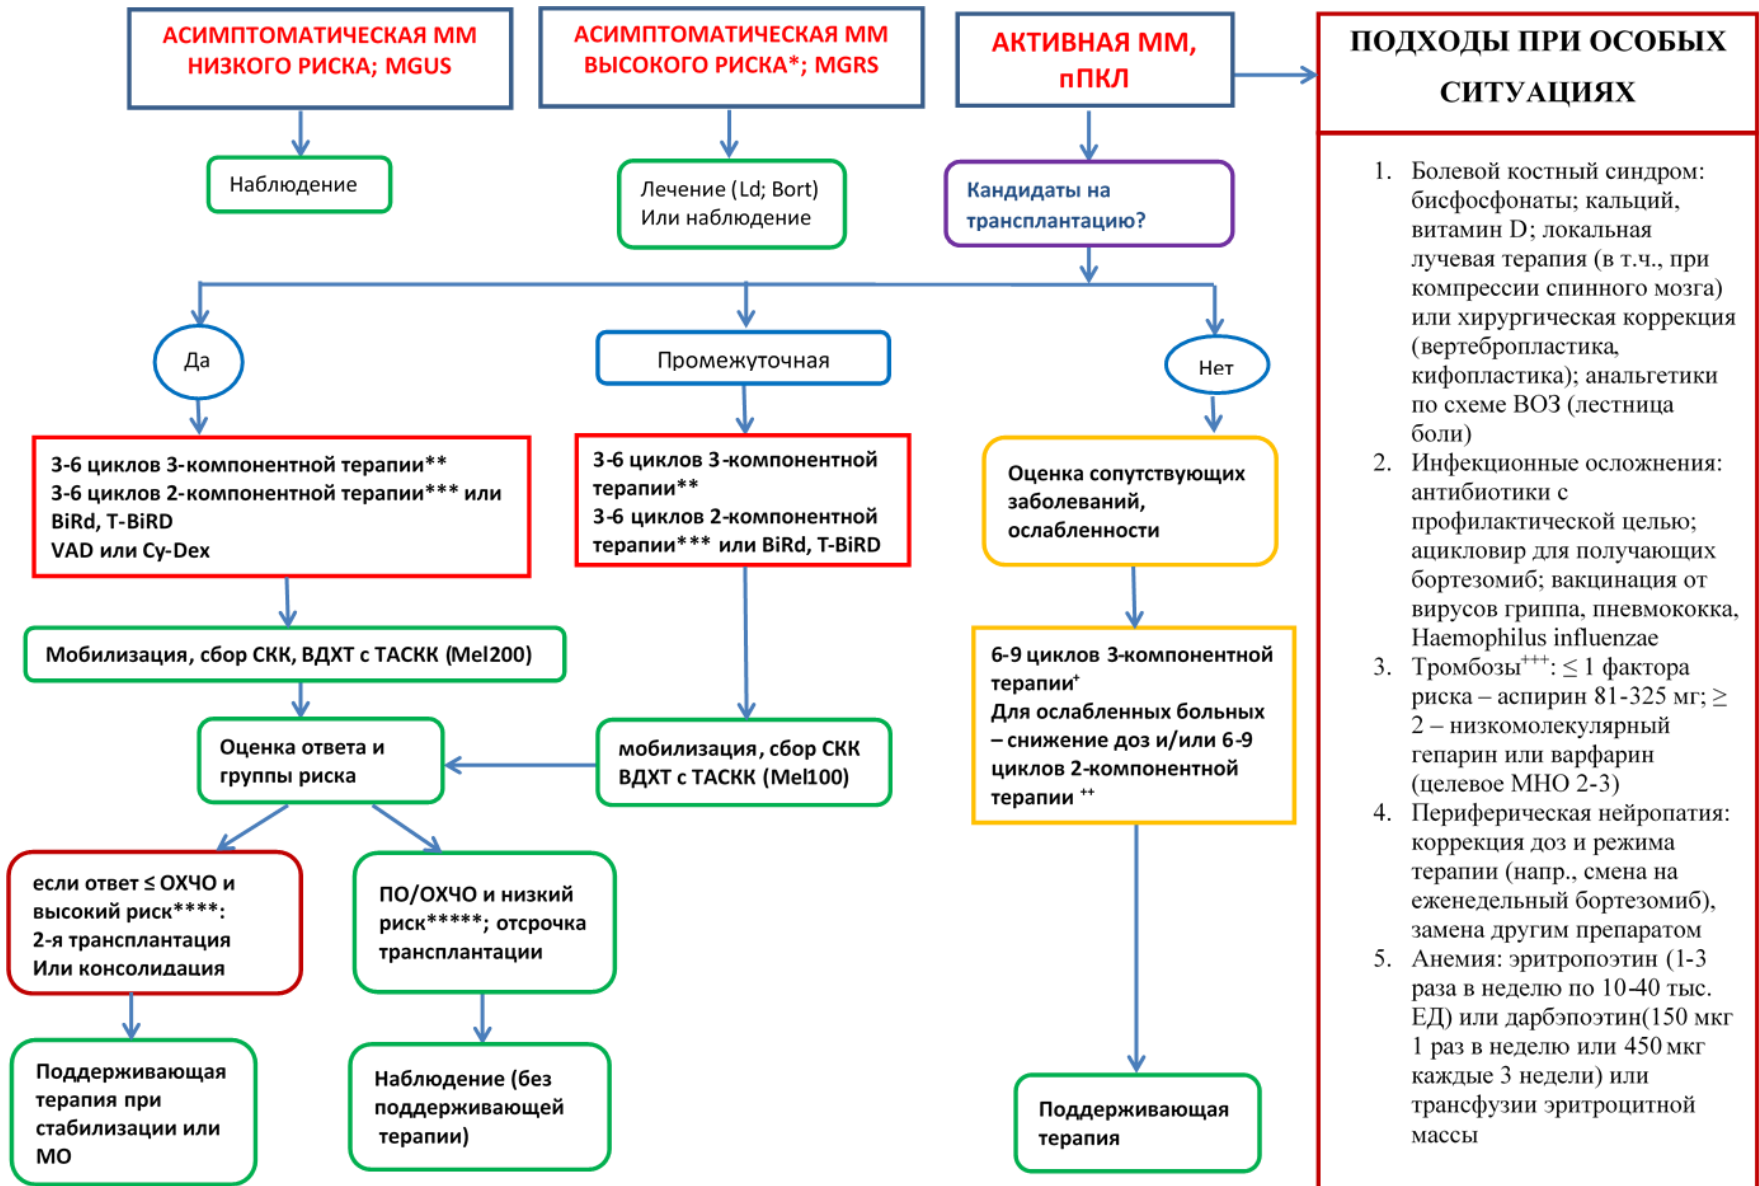 АСИМПТОМАТИЧЕСКАЯ ММ
НИЗКОГО РИСКА; MGUS
АСИМПТОМАТИЧЕСКАЯ ММ
ВЫСОКОГО РИСКА*; MGRS
АКТИВНАЯ ММ,
пПКЛ
ПОДХОДЫ ПРИ ОСОБЫХ
СИТУАЦИЯХ
Наблюдение
Лечение (Ld; Bort)
Или наблюдение
Кандидаты на
трансплантацию?
Да
Промежуточная
Нет
3-6 циклов 3-компонентной терапии**
3-6 циклов 2-компонентной терапии*** или
BiRd, T-BiRD
VAD или Cy-Dex
3-6 циклов 3-компонентной
терапии**
3-6 циклов 2-компонентной
терапии*** или BiRd, T-BiRD
Оценка сопутствующих
заболеваний,
ослабленности
Мобилизация, сбор СКК, ВДХТ с ТАСКК (Mel200)
Оценка ответа и
группы риска
мобилизация, сбор СКК
ВДХТ с ТАСКК (Mel100)
6-9 циклов 3-компонентной
терапии⁺
Для ослабленных больных
– снижение доз и/или 6-9
циклов 2-компонентной
терапии ⁺⁺
если ответ ≤ ОХЧО и
высокий риск****:
2-я трансплантация
Или консолидация
ПО/ОХЧО и низкий
риск*****; отсрочка
трансплантации
Поддерживающая
терапия при
стабилизации или
МО
Наблюдение (без
поддерживающей
терапии)
Поддерживающая
терапия
1. Болевой костный синдром:
бисфосфонаты; кальций,
витамин D; локальная
лучевая терапия (в т.ч., при
компрессии спинного мозга)
или хирургическая коррекция
(вертебропластика,
кифопластика); анальгетики
по схеме ВОЗ (лестница
боли)
2. Инфекционные осложнения:
антибиотики с
профилактической целью;
ацикловир для получающих
бортезомиб; вакцинация от
вирусов гриппа, пневмококка,
Haemophilus influenzae
3. Тромбозы⁺⁺⁺: ≤ 1 фактора
риска – аспирин 81-325 мг; ≥
2 – низкомолекулярный
гепарин или варфарин
(целевое МНО 2-3)
4. Периферическая нейропатия:
коррекция доз и режима
терапии (напр., смена на
еженедельный бортезомиб),
замена другим препаратом
5. Анемия: эритропоэтин (1-3
раза в неделю по 10-40 тыс.
ЕД) или дарбэпоэтин(150 мкг
1 раз в неделю или 450 мкг
каждые 3 недели) или
трансфузии эритроцитной
массы